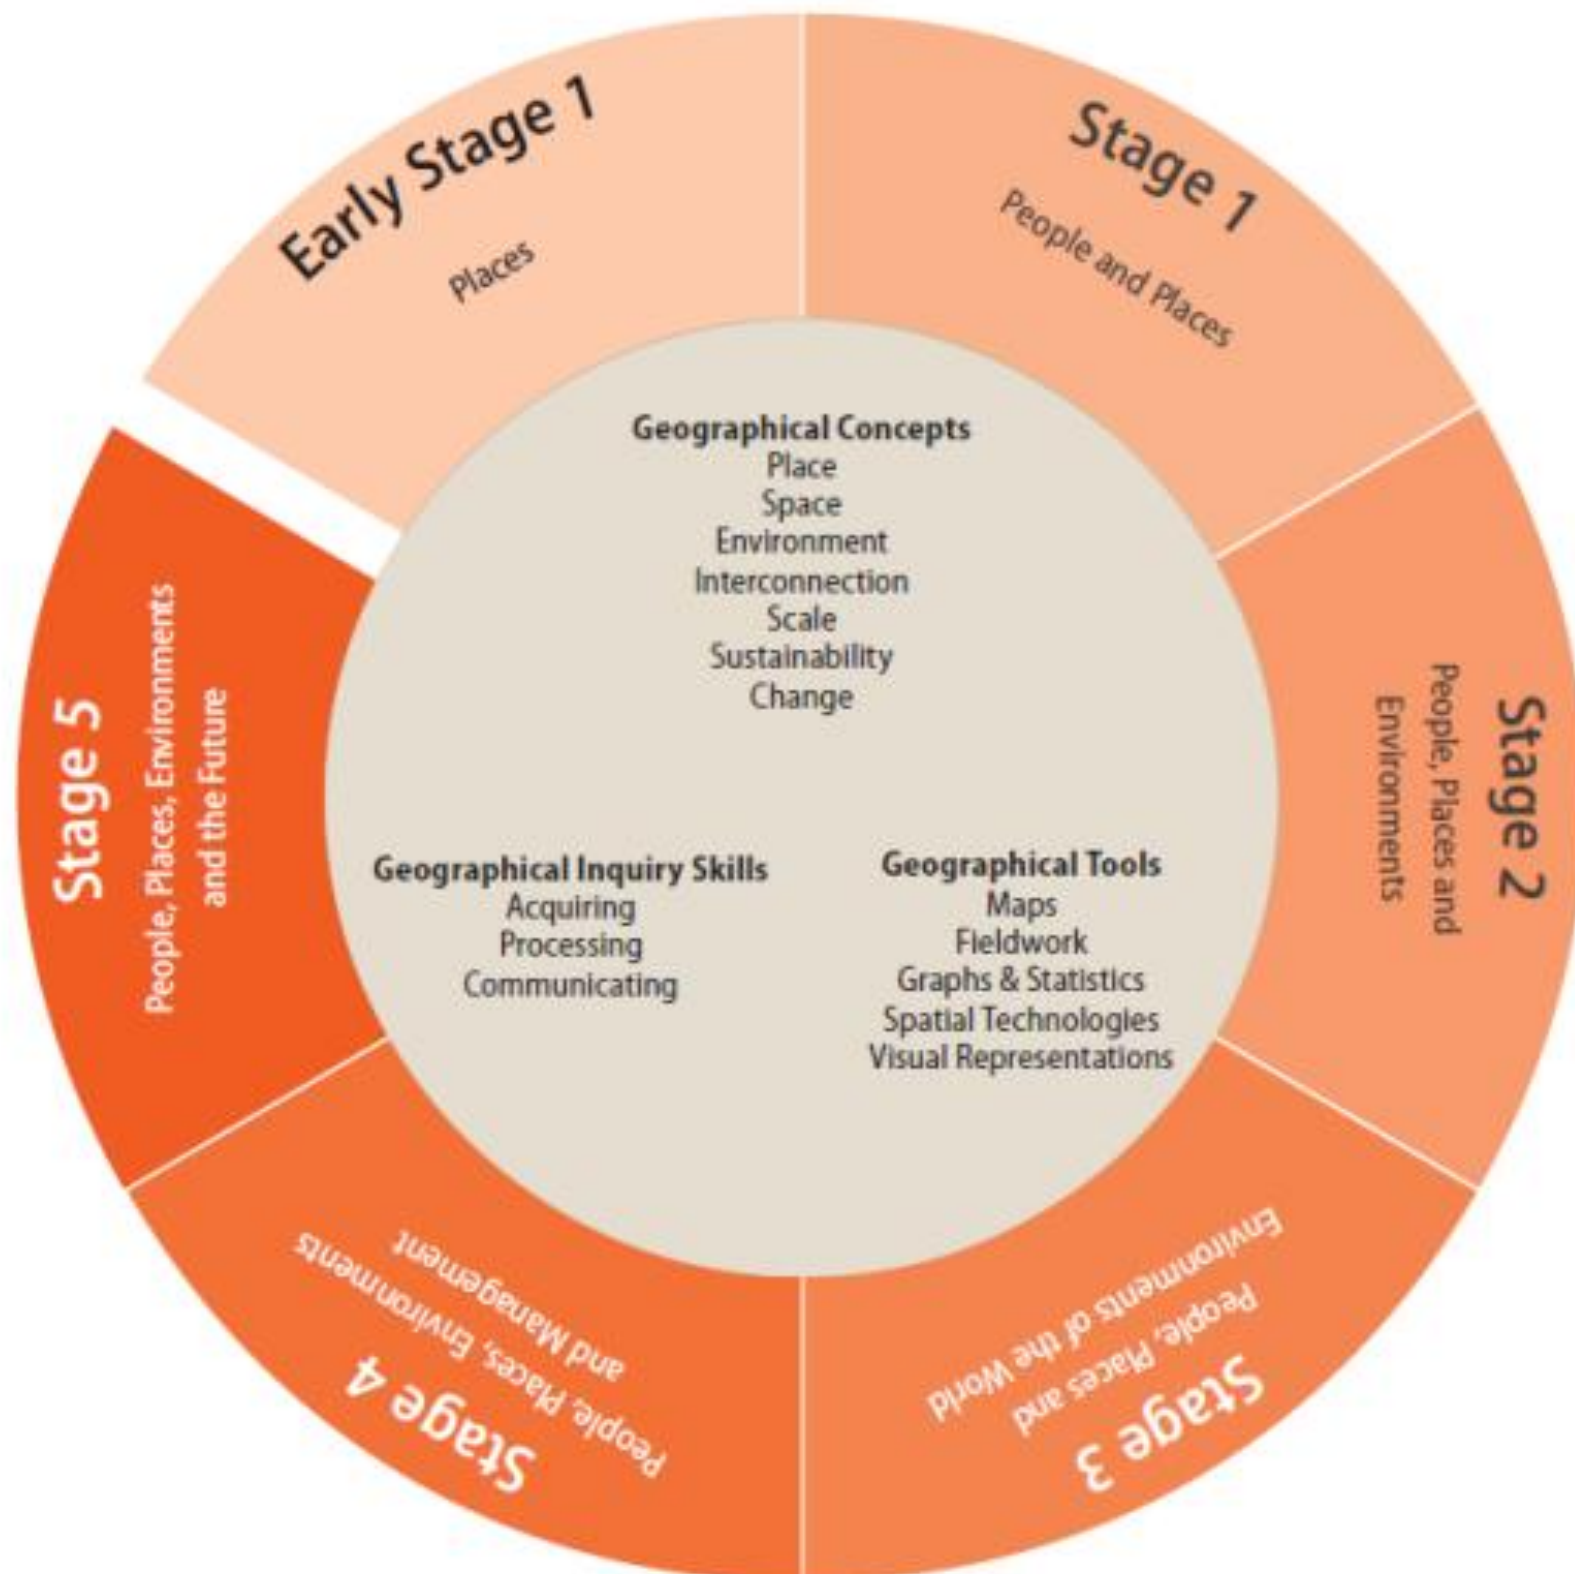 Early Stage 1
Places
Stage 1
People and Places
Stage 2
People, Places and
Environments
Stage 3
People, Places and
Environments of the World
Stage 4
People, Places, Environments
and Management
Stage 5
People, Places, Environments
and the Future
Geographical Concepts
Place
Space
Environment
Interconnection
Scale
Sustainability
Change
Geographical Inquiry Skills
Acquiring
Processing
Communicating
Geographical Tools
Maps
Fieldwork
Graphs & Statistics
Spatial Technologies
Visual Representations